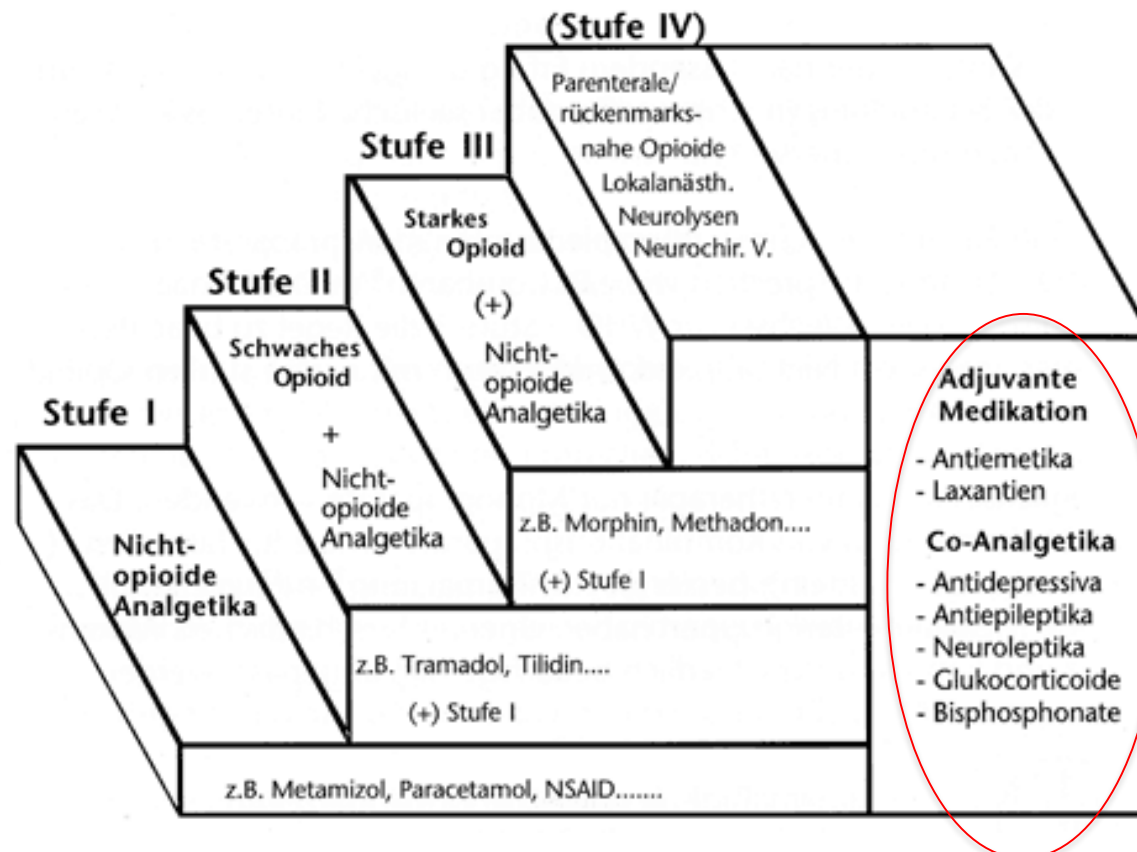 (Stufe IV)
Parenterale/
rückenmarks-
nahe Opioide
Lokalanästh.
Neurolysen
Neurochir. V.
Stufe III
Starkes
Opioid
(+)
Nicht-
opioide
Analgetika
z.B. Morphin, Methadon....
(+) Stufe I
Stufe II
Schwaches
Opioid
+
Nicht-
opioide
Analgetika
z.B. Tramadol, Tilidin....
(+) Stufe I
Stufe I
Nicht-
opioide
Analgetika
z.B. Metamizol, Paracetamol, NSAID.......
Adjuvante
Medikation
- Antiemetika
- Laxantien
Co-Analgetika
- Antidepressiva
- Antiepileptika
- Neuroleptika
- Glukocorticoide
- Bisphosphonate